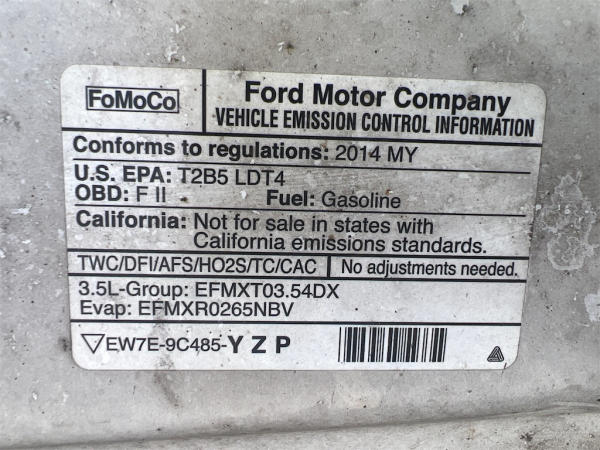 FoMoCo
Ford Motor Company
VEHICLE EMISSION CONTROL INFORMATION
Conforms to regulations: 2014 MY
U.S. EPA: T2B5 LDT4
OBD: F II Fuel: Gasoline
California: Not for sale in states with
California emissions standards.
TWC/DFI/AFS/HO2S/TC/CAC No adjustments needed.
3.5L-Group: EFMXT03.54DX
Evap: EFMXR0265NBV
EW7E-9C485-Y Z P